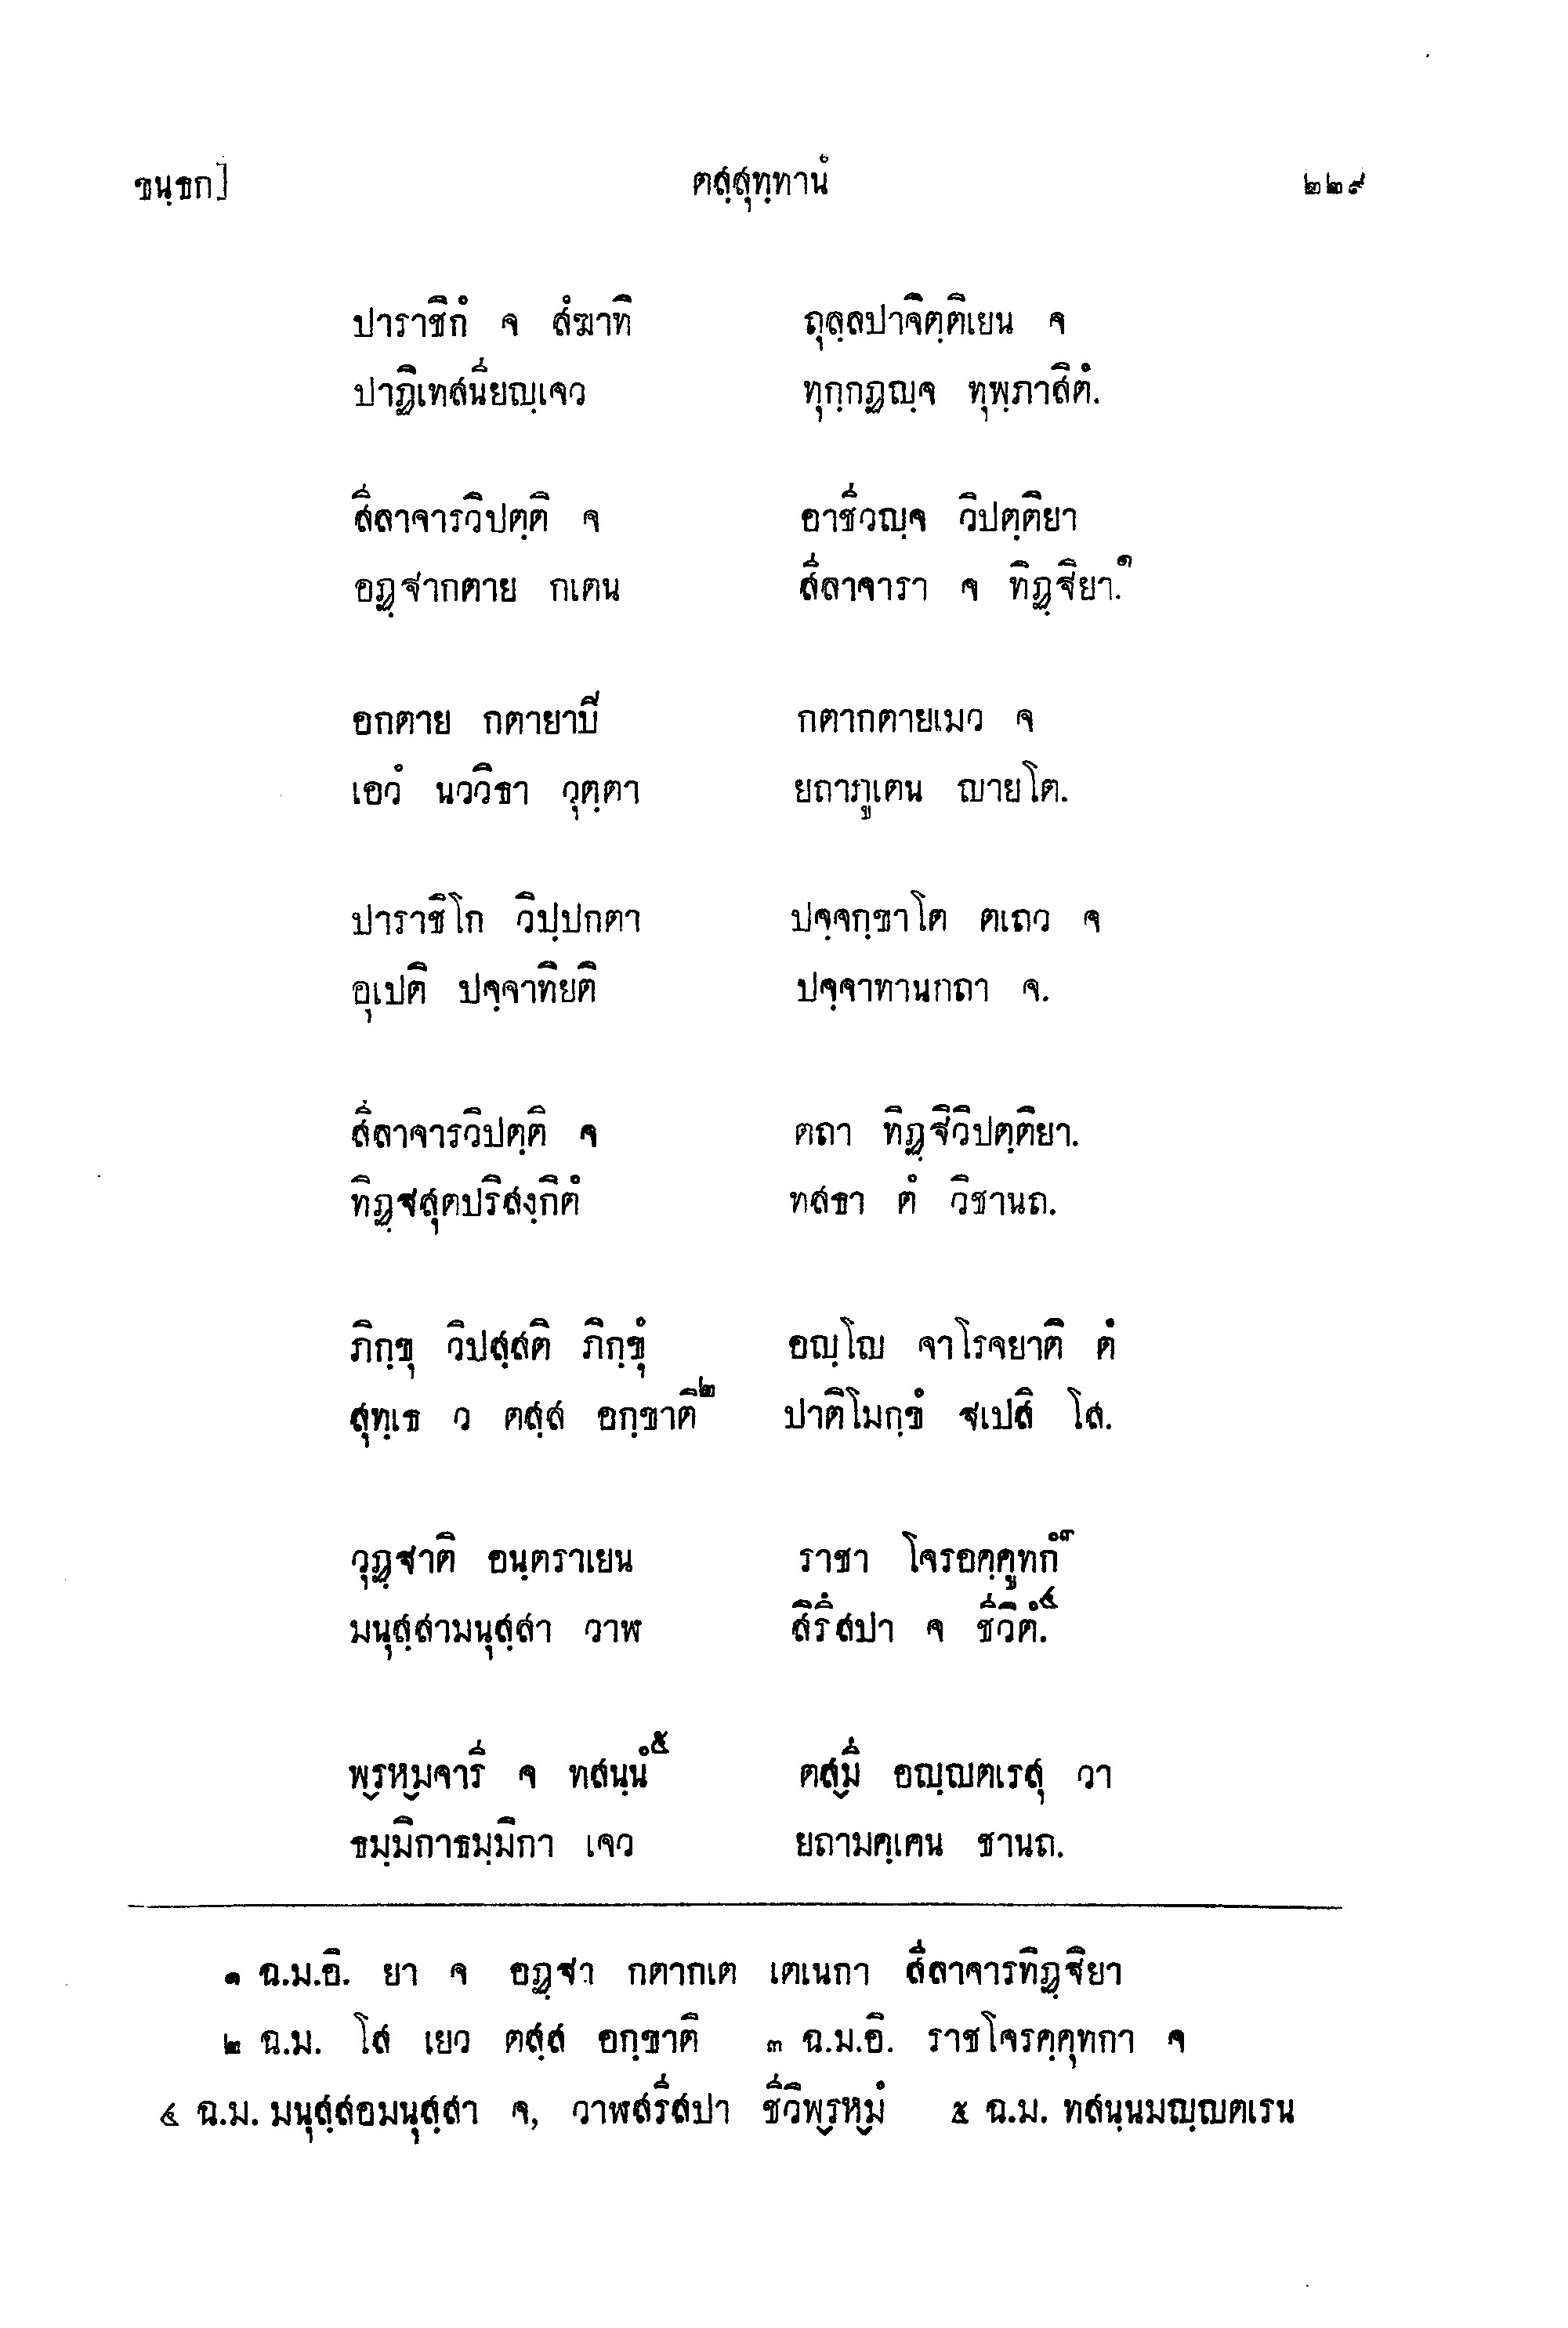 ขนฺธก] ตสฺสุทฺทานํ ๒๒๙
ปาราชิกํ จ สํฆาทิ ถุลฺลปาจิตฺติเยน จ
ปาฏิเทสนียญฺเจว ทุกฺกฏญฺจ ทุพฺภาสิตํ.
สีลาจารวิปตฺติ จ อาชีวญฺจ วิปตฺติยา
อฏฺฐากตาย กเตน สีลาจารา จ ทิฏฺฐิยา.๑
อกตาย กตายาปี กตากตายเมว จ
เอวํ นววิธา วุตฺตา ยถาภูเตน ญายโต.
ปาราชิโก วิปฺปกตา ปจฺจกฺขาโต ตเถว จ
อุเปติ ปจฺจาทิยติ ปจฺจาทานกถา จ.
สีลาจารวิปตฺติ จ ตถา ทิฏฺฐิวิปตฺติยา.
ทิฏฺฐสุตปริสงฺกิตํ ทสธา ตํ วิชานถ.
ภิกฺขุ วิปสฺสติ ภิกฺขุํ อญฺโญ จาโรจยาติ ตํ
สุทฺเธ ว ตสฺส อกฺขาติ๒ ปาติโมกฺขํ ฐเปสิ โส.
วุฏฺฐาติ อนฺตราเยน ราชา โจรอคฺคูทกํ๓
มนุสฺสามนุสฺสา วาฬ สิรึสปา จ ชีวิตํ.๔
พฺรหฺมจารี จ ทสนฺนํ๕ ตสฺมึ อญฺญตเรสุ วา
ธมฺมิกาธมฺมิกา เจว ยถามคฺเคน ชานถ.
๑ ฉ.ม.อิ. ยา จ อฏฺฐา กตากเต เตเนกา สีลาจารทิฏฺฐิยา
๒ ฉ.ม. โส เยว ตสฺส อกฺขาติ ๓ ฉ.ม.อิ. ราชโจรคฺคุทกา จ
๔ ฉ.ม. มนุสฺสอมนุสฺสา จ, วาฬสรีสปา ชีวิพฺรหฺมํ ๕ ฉ.ม. ทสนฺนมญฺญตเรน